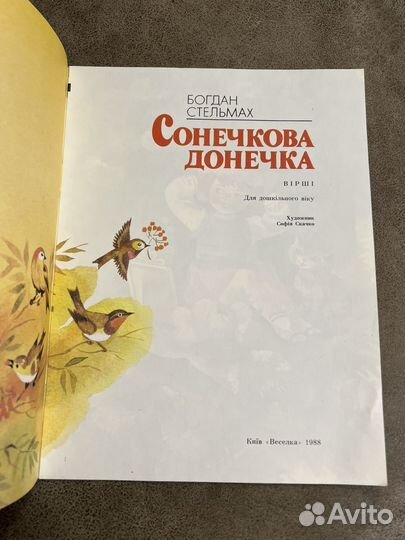 БОГДАН
СТЕЛЬМАХ
СОНЕЧКОВА
ДОНЕЧКА
ВІРШІ
Для дошкільного віку
Художник
Софія Скачко
Київ «Веселка» 1988
Avito